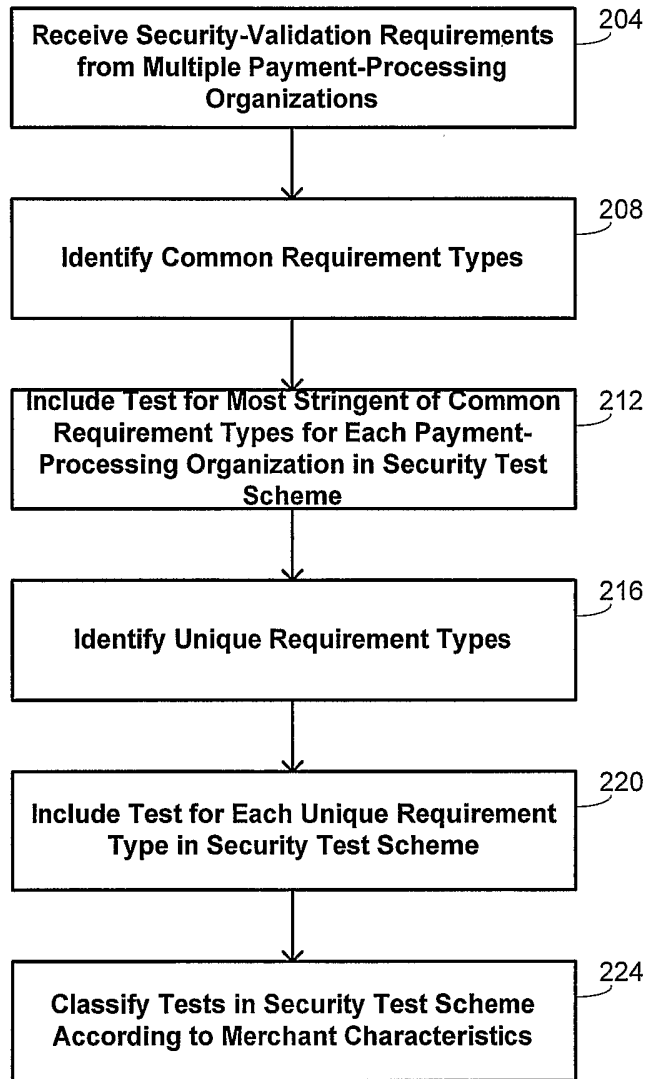 Receive Security-Validation Requirements
from Multiple Payment-Processing
Organizations
204
Identify Common Requirement Types
208
Include Test for Most Stringent of Common
Requirement Types for Each Payment-
Processing Organization in Security Test
Scheme
212
Identify Unique Requirement Types
216
Include Test for Each Unique Requirement
Type in Security Test Scheme
220
Classify Tests in Security Test Scheme
According to Merchant Characteristics
224